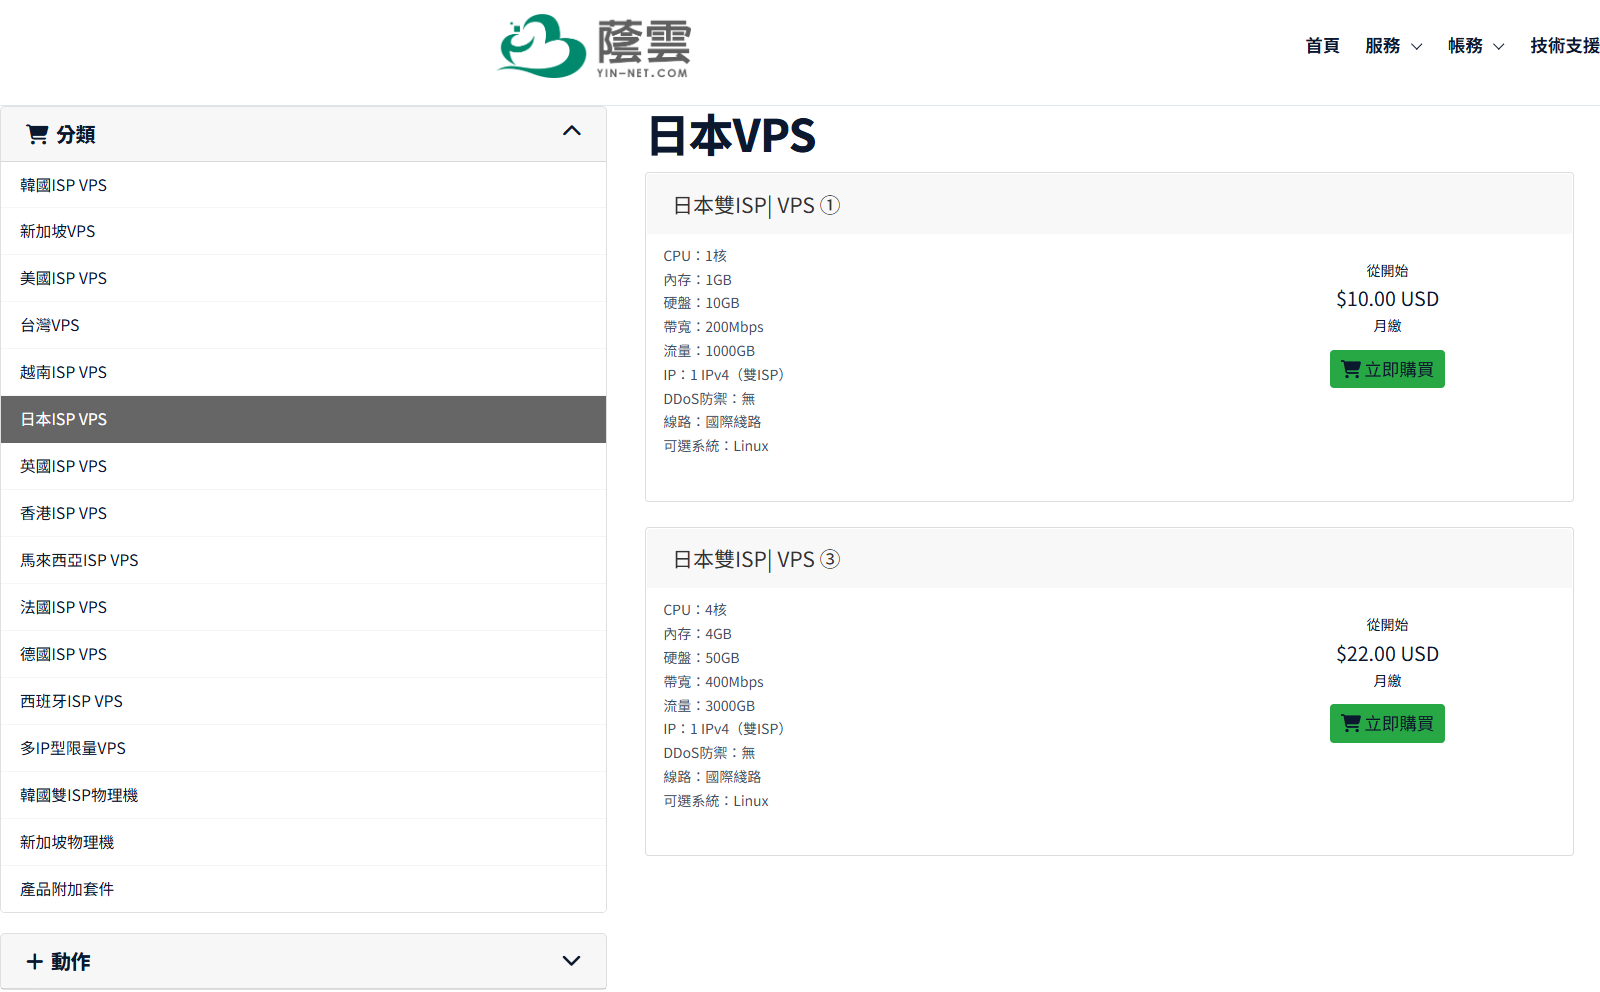 蔭雲
YIN-NET.COM
首頁 服務 帳務 技術支援
分類
韓國ISP VPS
新加坡VPS
美國ISP VPS
台灣VPS
越南ISP VPS
日本ISP VPS
英國ISP VPS
香港ISP VPS
馬來西亞ISP VPS
法國ISP VPS
德國ISP VPS
西班牙ISP VPS
多IP型限量VPS
韓國雙ISP物理機
新加坡物理機
產品附加套件
動作
日本VPS
日本雙ISP| VPS ①
CPU：1核
內存：1GB
硬盤：10GB
帶寬：200Mbps
流量：1000GB
IP：1 IPv4（雙ISP）
DDoS防禦：無
線路：國際綫路
可選系統：Linux
從開始
$10.00 USD
月繳
立即購買
日本雙ISP| VPS ③
CPU：4核
內存：4GB
硬盤：50GB
帶寬：400Mbps
流量：3000GB
IP：1 IPv4（雙ISP）
DDoS防禦：無
線路：國際綫路
可選系統：Linux
從開始
$22.00 USD
月繳
立即購買